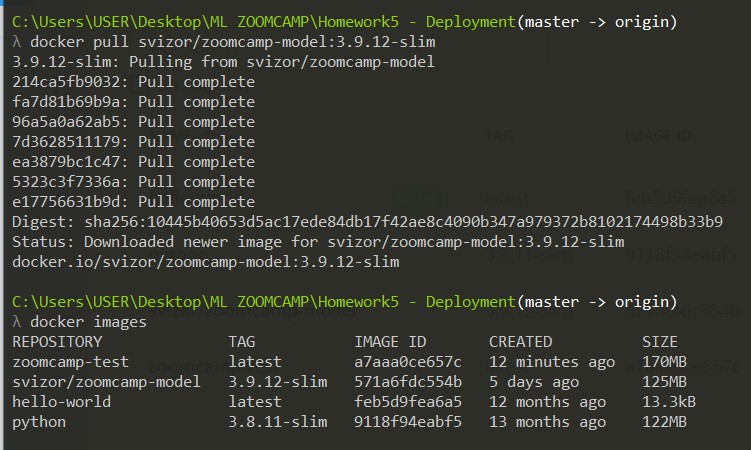 C:\Users\USER\Desktop\ML ZOOMCAMP\Homework5 - Deployment(master -> origin)
λ docker pull svizor/zoomcamp-model:3.9.12-slim
3.9.12-slim: Pulling from svizor/zoomcamp-model
214ca5fb9032: Pull complete
fa7d81b69b9a: Pull complete
96a5a0a62ab5: Pull complete
7d3628511179: Pull complete
ea3879bc1c47: Pull complete
5323c3f7336a: Pull complete
e17756631b9d: Pull complete
Digest: sha256:10445b40653d5ac17ede84db17f42ae8c4090b347a979372b8102174498b33b9
Status: Downloaded newer image for svizor/zoomcamp-model:3.9.12-slim
docker.io/svizor/zoomcamp-model:3.9.12-slim
C:\Users\USER\Desktop\ML ZOOMCAMP\Homework5 - Deployment(master -> origin)
λ docker images
REPOSITORY TAG IMAGE ID CREATED SIZE
zoomcamp-test latest a7aaa0ce657c 12 minutes ago 170MB
svizor/zoomcamp-model 3.9.12-slim 571a6fdc554b 5 days ago 125MB
hello-world latest feb5d9fea6a5 12 months ago 13.3kB
python 3.8.11-slim 9118f94eabf5 13 months ago 122MB